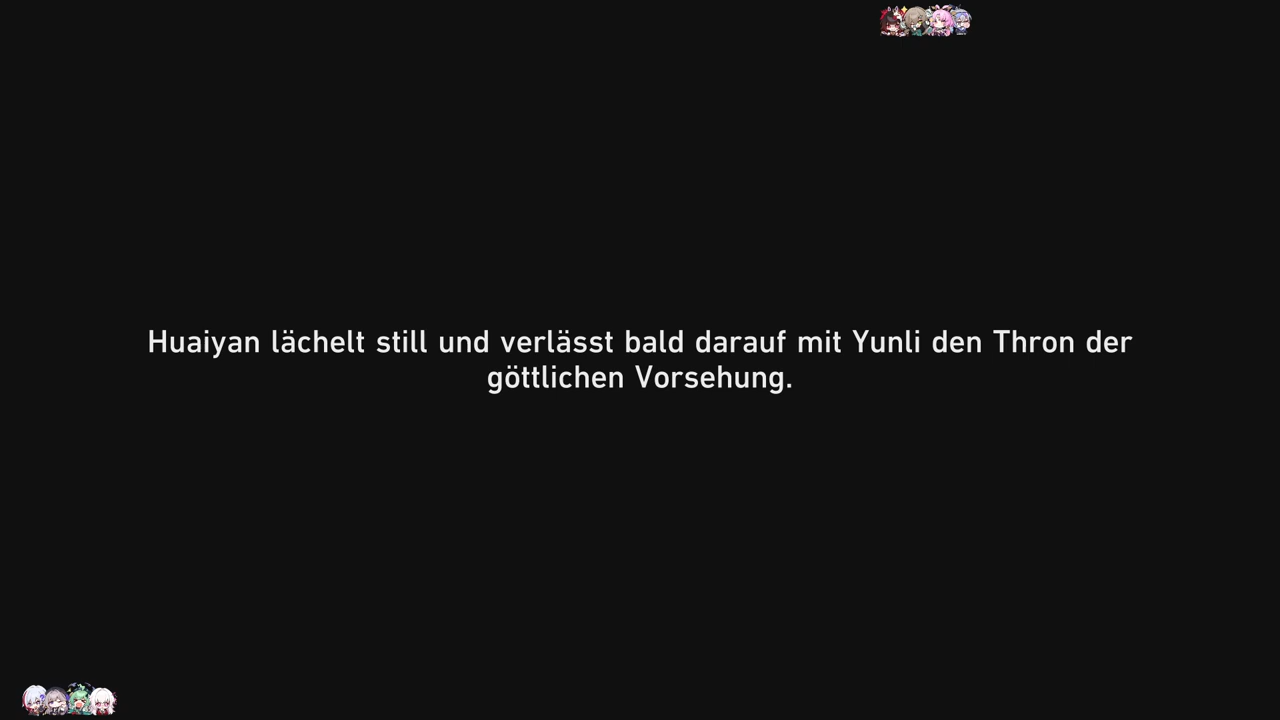 Huaiyan lächelt still und verlässt bald darauf mit Yunli den Thron der
göttlichen Vorsehung.